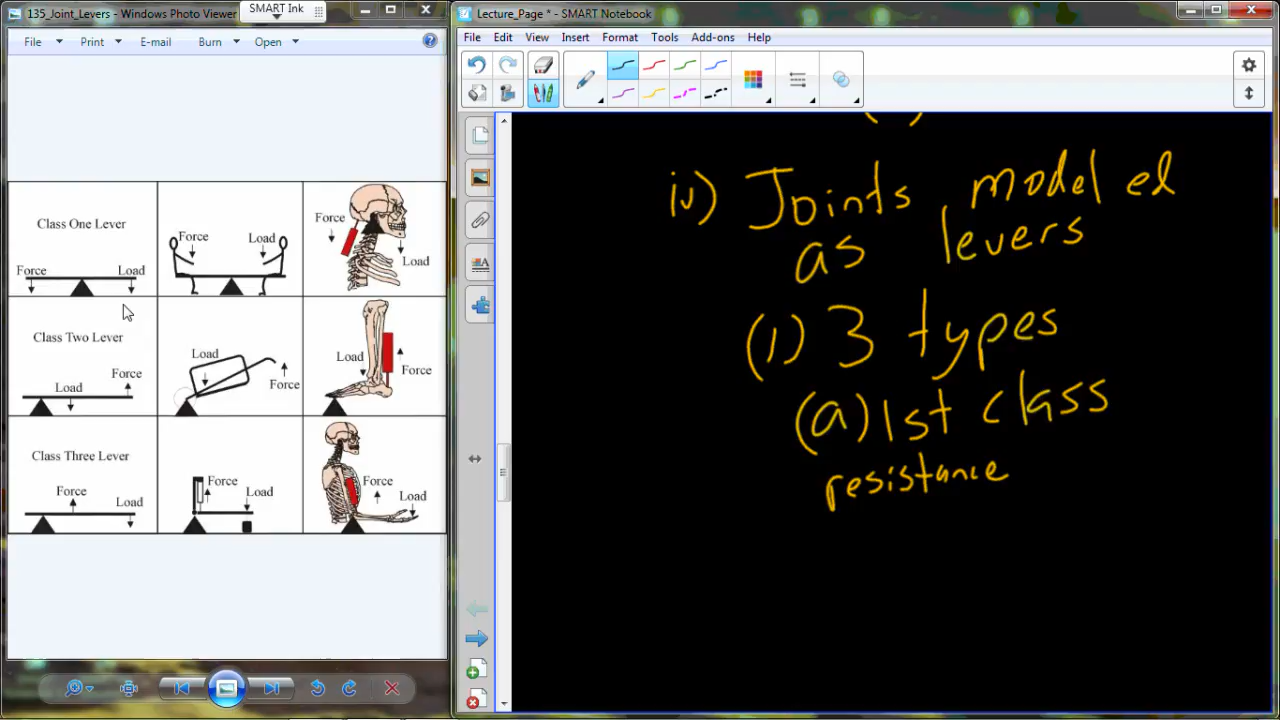 135_Joint_Levers - Windows Photo Viewer
SMART Ink
File Print E-mail Burn Open
Class One Lever
Force
Load
Force
Load
Force
Load
Class Two Lever
Load
Force
Load
Force
Load
Force
Class Three Lever
Force
Load
Force
Load
Force
Load
Lecture_Page * - SMART Notebook
File Edit View Insert Format Tools Add-ons Help
iv) Joints modeled
as levers
(1) 3 types
(a) 1st class
resistance